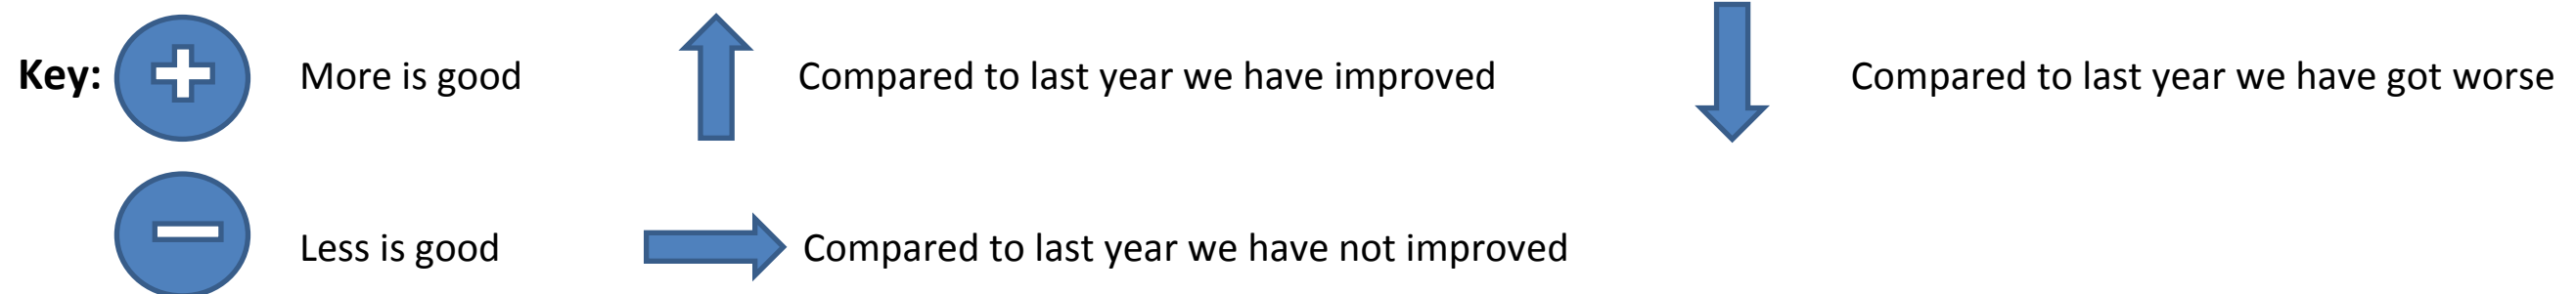 Key: More is good Compared to last year we have improved Compared to last year we have got worse
Less is good Compared to last year we have not improved